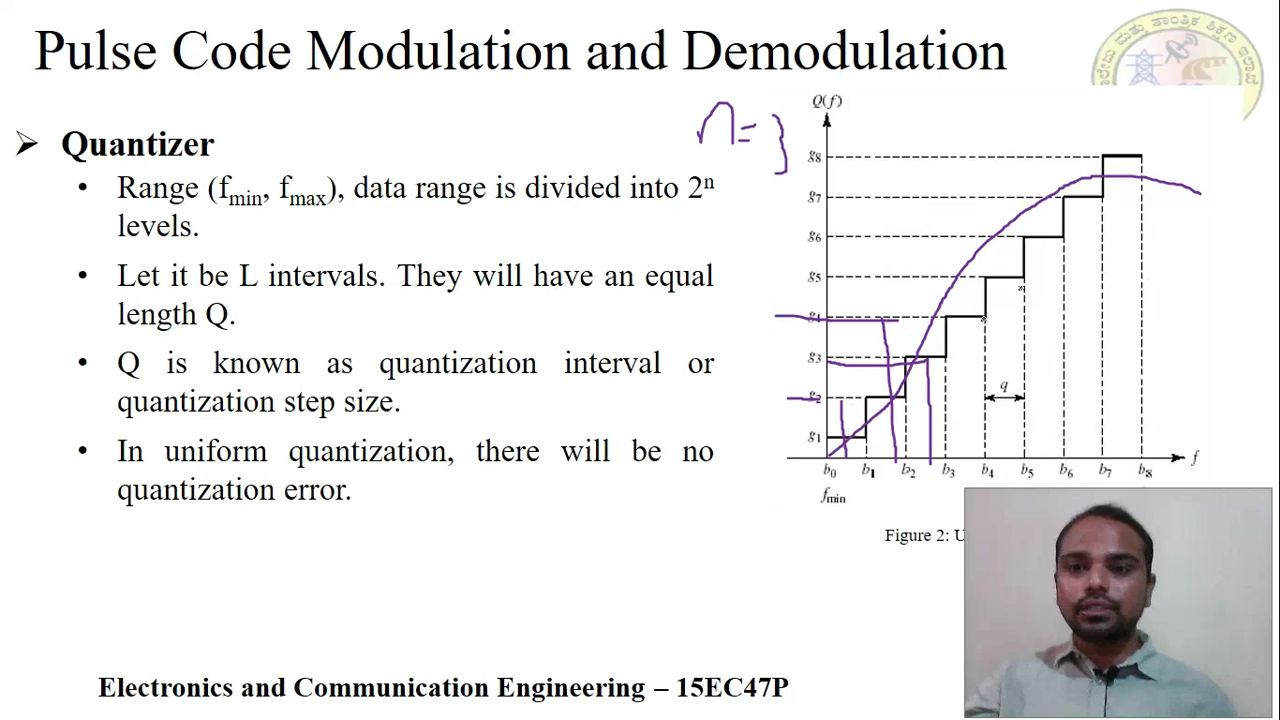 Pulse Code Modulation and Demodulation
ಮತ್ತು ತಾಂತ್ರಿಕ ಶಿಕ್ಷಣ
➢ Quantizer
• Range (fmin, fmax), data range is divided into 2ⁿ
levels.
• Let it be L intervals. They will have an equal
length Q.
• Q is known as quantization interval or
quantization step size.
• In uniform quantization, there will be no
quantization error.
n = 3
Q(f)
g8
g7
g6
g5
g4
g3
g2
g1
q
f
b0 b1 b2 b3 b4 b5 b6 b7 b8
fmin
Figure 2: U
Electronics and Communication Engineering – 15EC47P